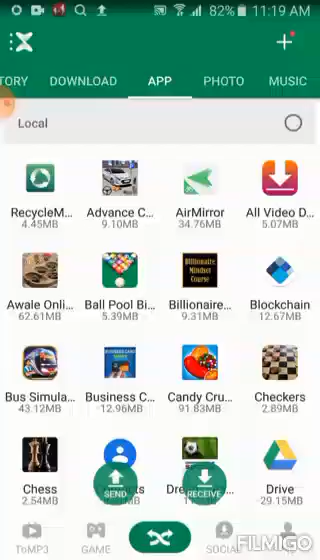 82% 11:19 AM
TORY DOWNLOAD APP PHOTO MUSIC
Local
RecycleM... Advance C... AirMirror All Video D...
4.45MB 9.10MB 34.76MB 5.07MB
Awale Onli... Ball Pool Bi... Billionaire... Blockchain
62.61MB 5.39MB 9.31MB 12.67MB
Bus Simula... Business C... Candy Cru... Checkers
43.12MB 12.96MB 91.83MB 2.89MB
Chess Drive
2.54MB 29.15MB
SEND RECEIVE
ToMP3 GAME SOCIAL
FILMIGO